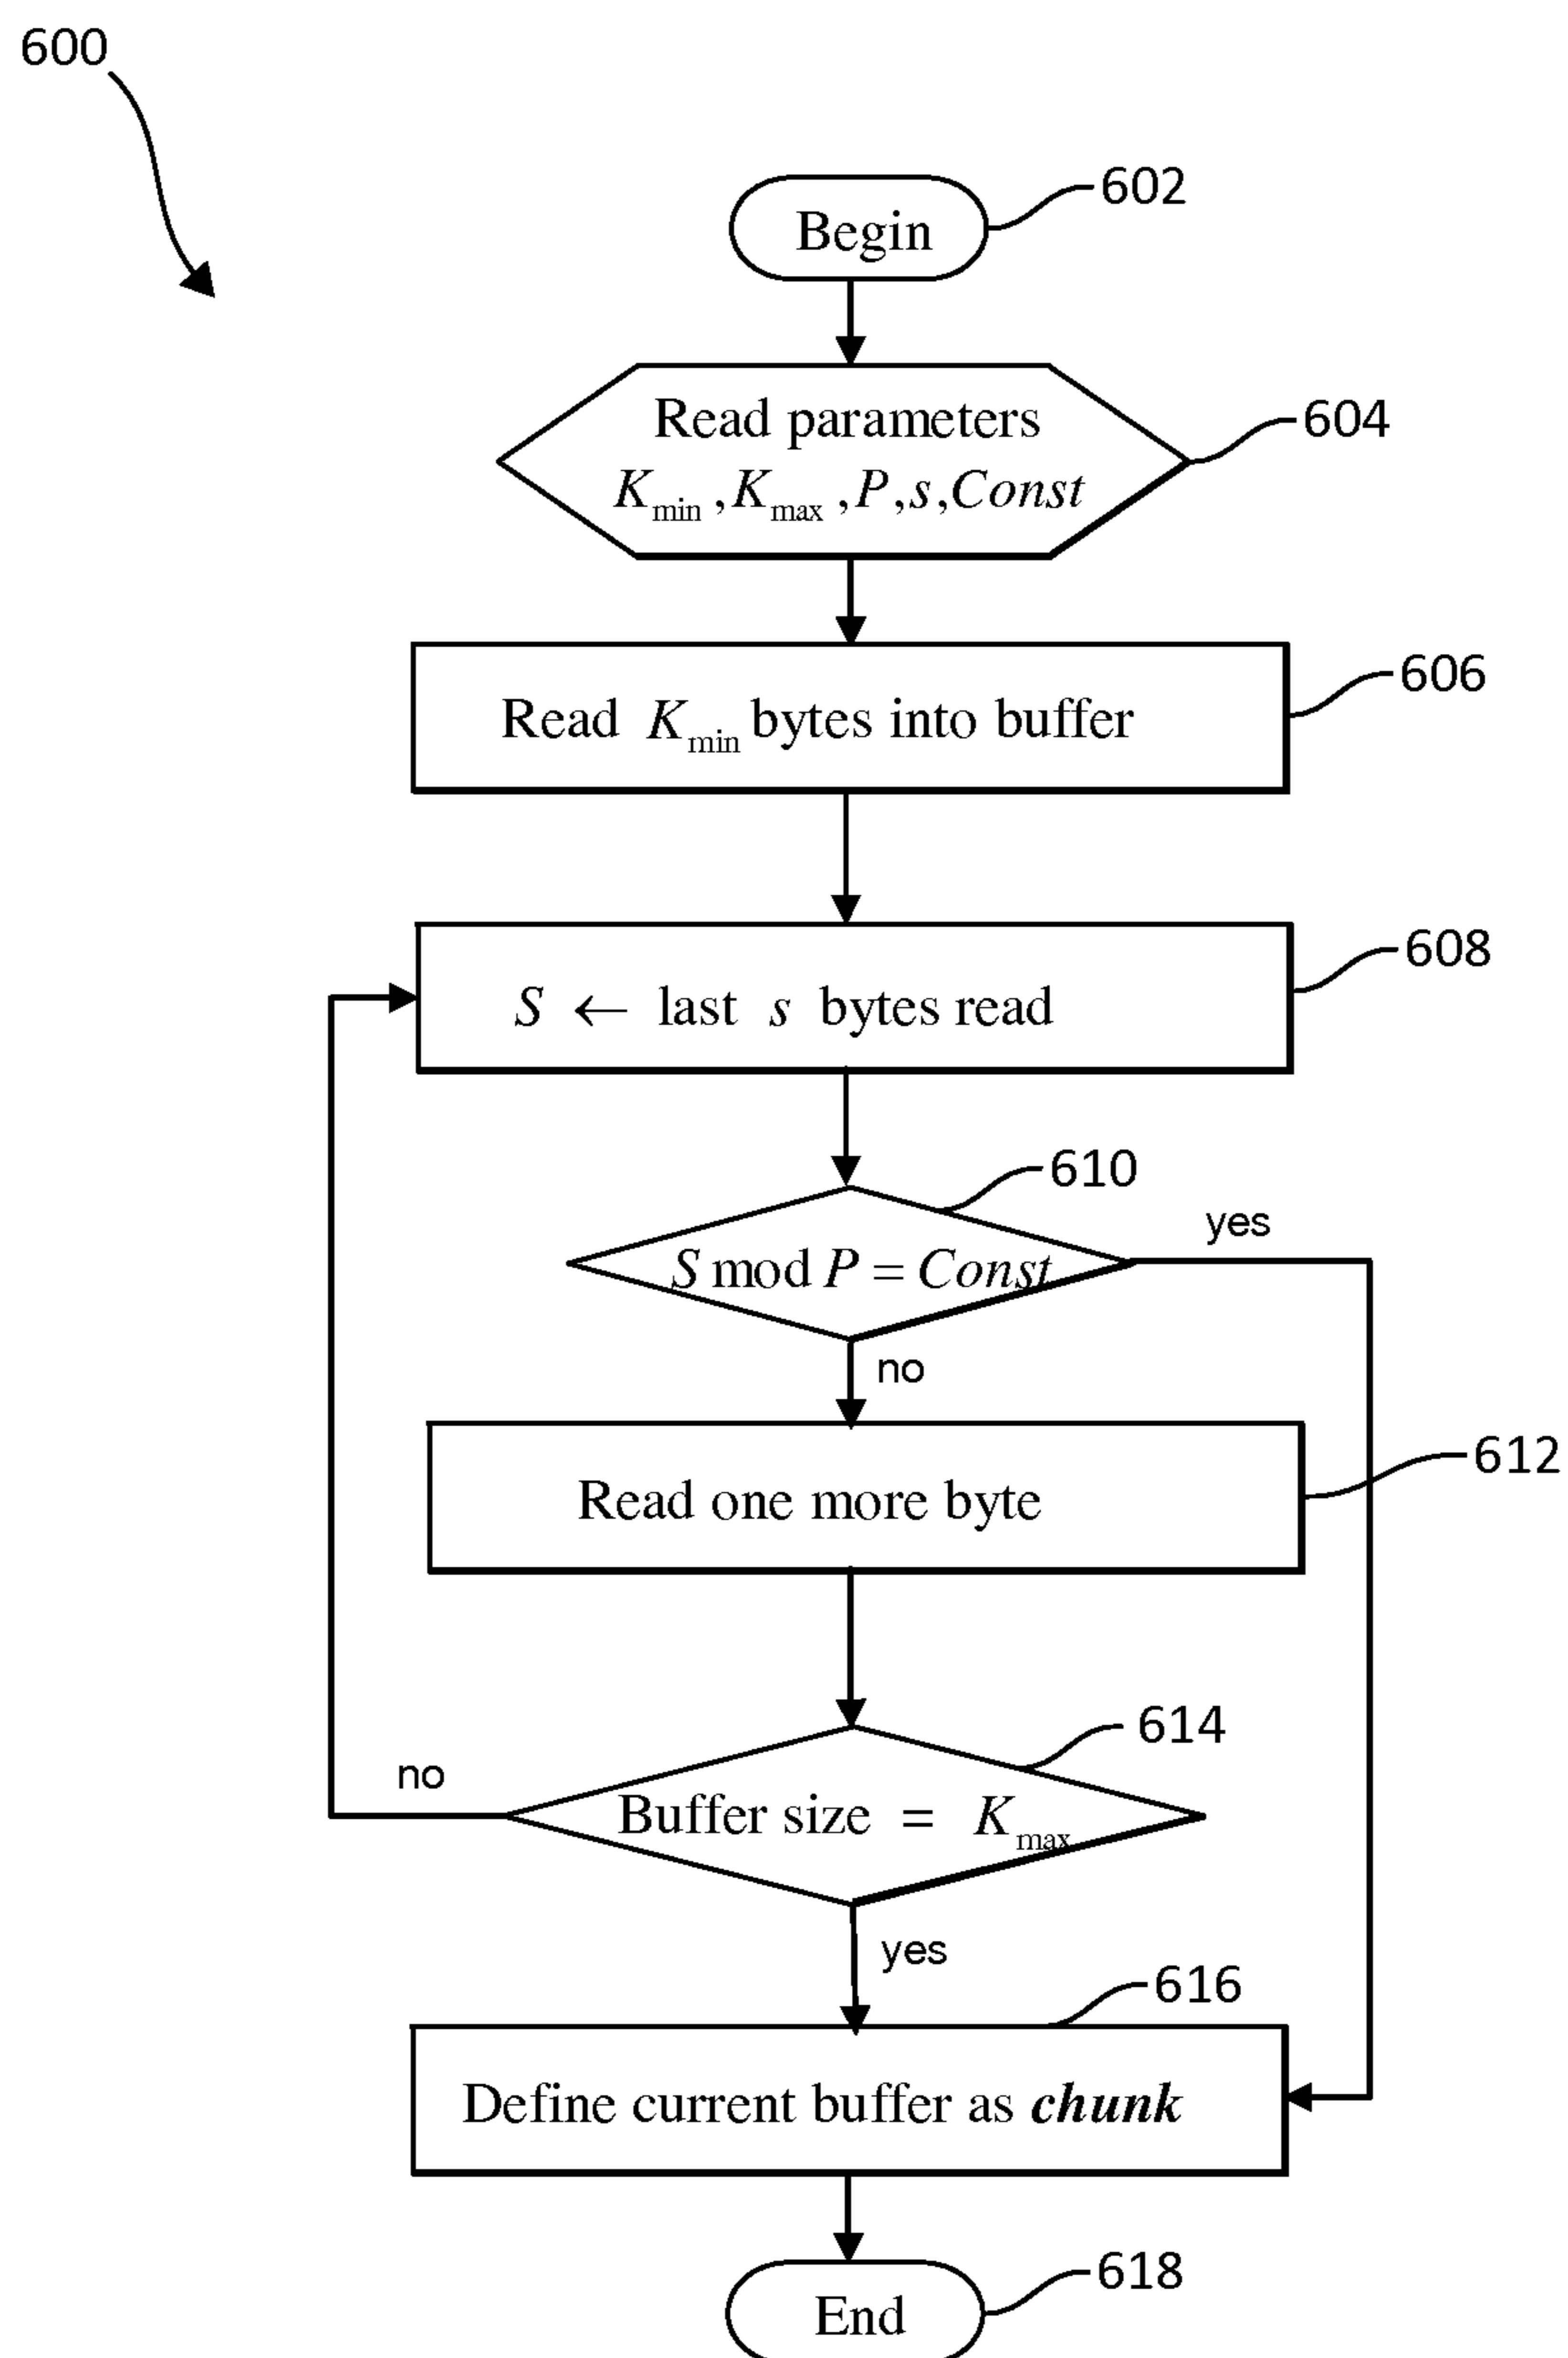 600
602
Begin
Read parameters
604
K_min ,K_max ,P,s,Const
606
Read K_min bytes into buffer
608
S ← last s bytes read
610
yes
S mod P = Const
no
612
Read one more byte
614
no
Buffer size = K_max
yes
616
Define current buffer as chunk
618
End